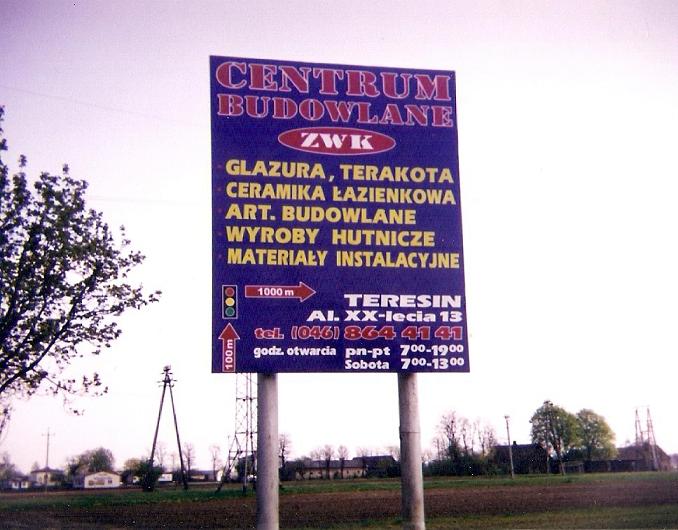 CENTRUM
BUDOWLANE
ZWK
GLAZURA, TERAKOTA
CERAMIKA ŁAZIENKOWA
ART. BUDOWLANE
WYROBY HUTNICZE
MATERIAŁY INSTALACYJNE
1000 m
TERESIN
Al. XX-lecia 13
100 m
tel. (046) 864 41 41
godz. otwarcia pn-pt 7⁰⁰-19⁰⁰
Sobota 7⁰⁰-13⁰⁰